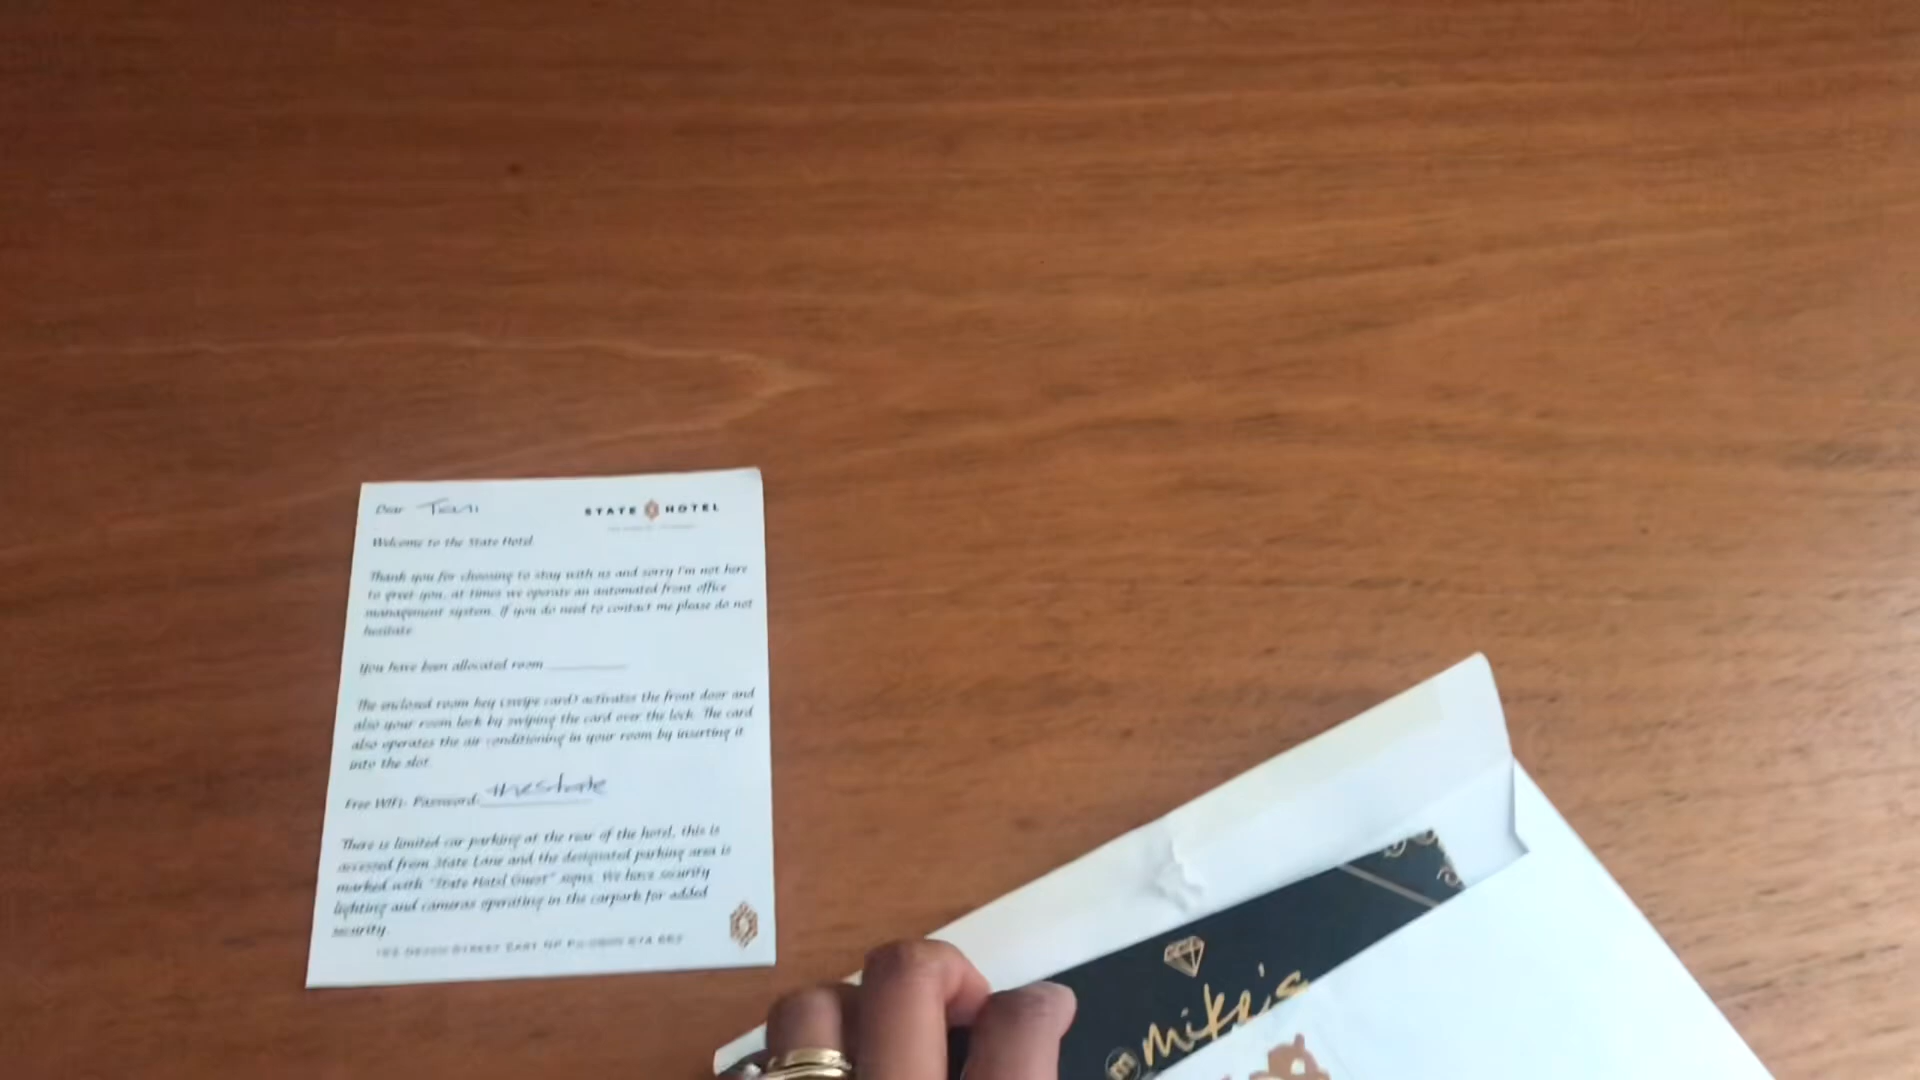 Dear Teni
STATE HOTEL
Welcome to the State Hotel
Thank you for choosing to stay with us and sorry I'm not here
to greet you, at times we operate an automated front office
management system. If you do need to contact me please do not
hesitate
You have been allocated room
The enclosed room key (swipe card) activates the front door and
also your room lock by swiping the card over the lock. The card
also operates the air conditioning in your room by inserting it
into the slot.
Free WiFi- Password: thestate
There is limited car parking at the rear of the hotel, this is
accessed from State Lane and the designated parking area is
marked with "State Hotel Guest" signs. We have security
lighting and cameras operating in the carpark for added
security.
STREET EAST NP
mike's
m